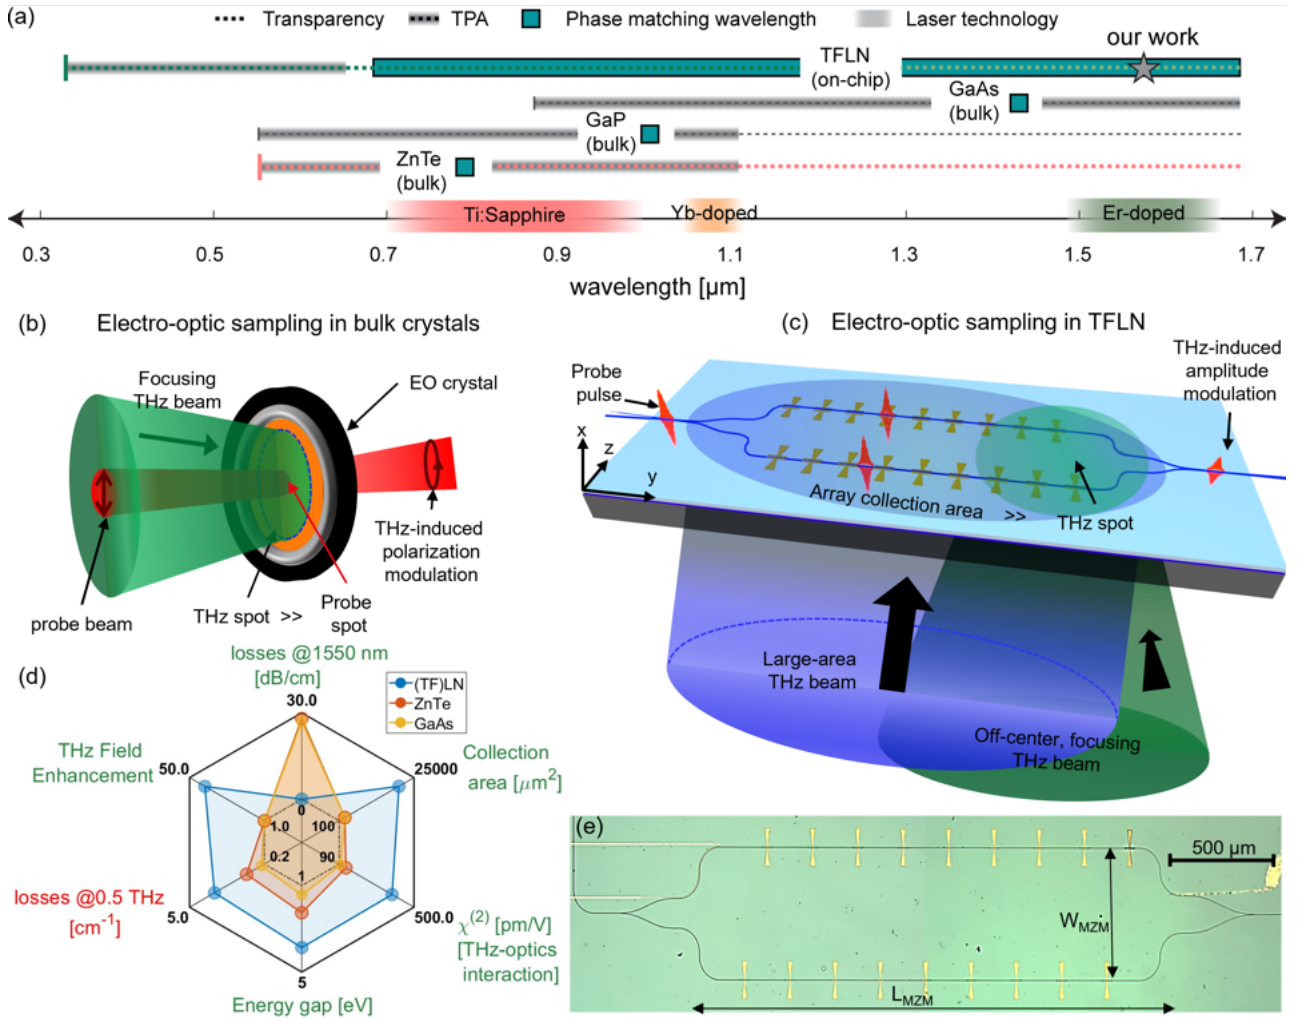 (a)
Transparency
TPA
Phase matching wavelength
Laser technology
our work
TFLN
(on-chip)
GaAs
(bulk)
GaP
(bulk)
ZnTe
(bulk)
Ti:Sapphire
Yb-doped
Er-doped
0.3 0.5 0.7 0.9 1.1 1.3 1.5 1.7
wavelength [µm]
(b) Electro-optic sampling in bulk crystals
Focusing
THz beam
EO crystal
THz-induced
polarization
modulation
probe beam
THz spot >>
Probe
spot
(c) Electro-optic sampling in TFLN
Probe
pulse
THz-induced
amplitude
modulation
x
z
y
Array collection area >>
THz spot
Large-area
THz beam
Off-center, focusing
THz beam
(d)
losses @1550 nm
[dB/cm]
30.0
(TF)LN
ZnTe
GaAs
THz Field
Enhancement
50.0
Collection
area [µm²]
25000
0
1.0
100
0.2
90
1
losses @0.5 THz
[cm⁻¹]
5.0
500.0
χ⁽²⁾ [pm/V]
[THz-optics
interaction]
5
Energy gap [eV]
(e)
500 µm
W_MZM
L_MZM